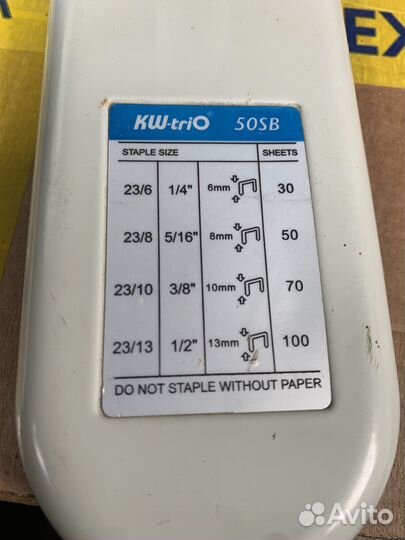 EX
KW-triO 50SB
STAPLE SIZE SHEETS
23/6 1/4" 6mm 30
23/8 5/16" 8mm 50
23/10 3/8" 10mm 70
23/13 1/2" 13mm 100
DO NOT STAPLE WITHOUT PAPER
Avito